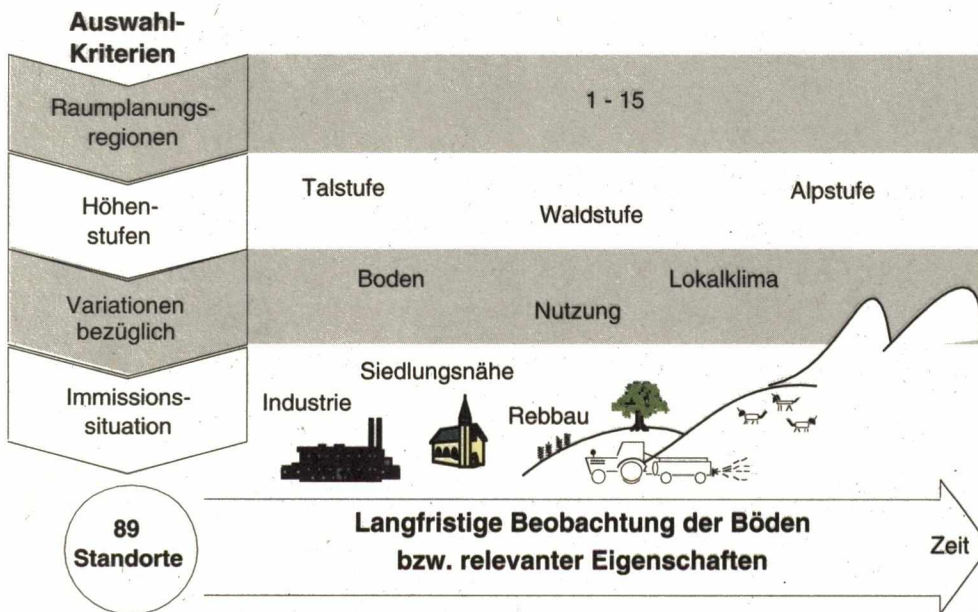 Auswahl-
Kriterien
Raumplanungs-
regionen
1 - 15
Höhen-
stufen
Talstufe
Waldstufe
Alpstufe
Variationen
bezüglich
Boden
Nutzung
Lokalklima
Immissions-
situation
Industrie
Siedlungsnähe
Rebbau
89
Standorte
Langfristige Beobachtung der Böden
bzw. relevanter Eigenschaften
Zeit